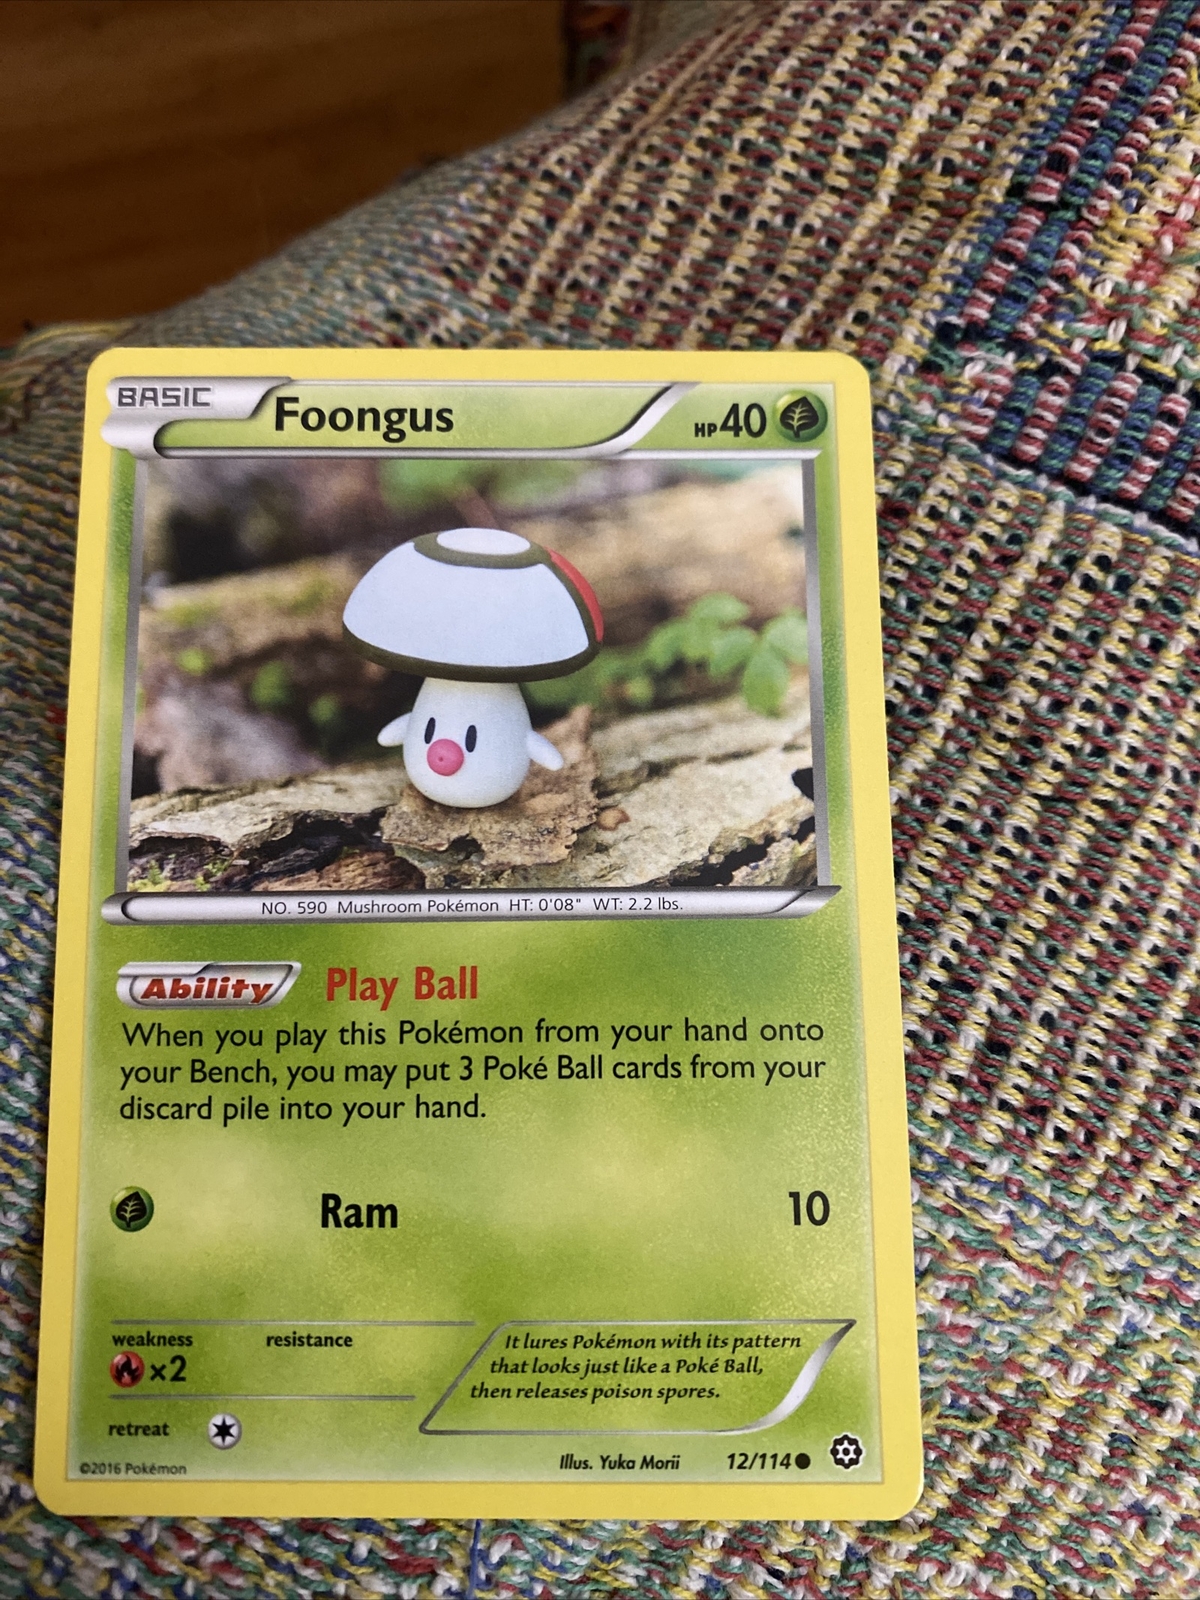 BASIC
Foongus
HP40
NO. 590 Mushroom Pokémon HT: 0'08" WT: 2.2 lbs.
Ability Play Ball
When you play this Pokémon from your hand onto
your Bench, you may put 3 Poké Ball cards from your
discard pile into your hand.
Ram 10
weakness resistance
×2
It lures Pokémon with its pattern
that looks just like a Poké Ball,
then releases poison spores.
retreat
©2016 Pokémon
Illus. Yuka Morii 12/114